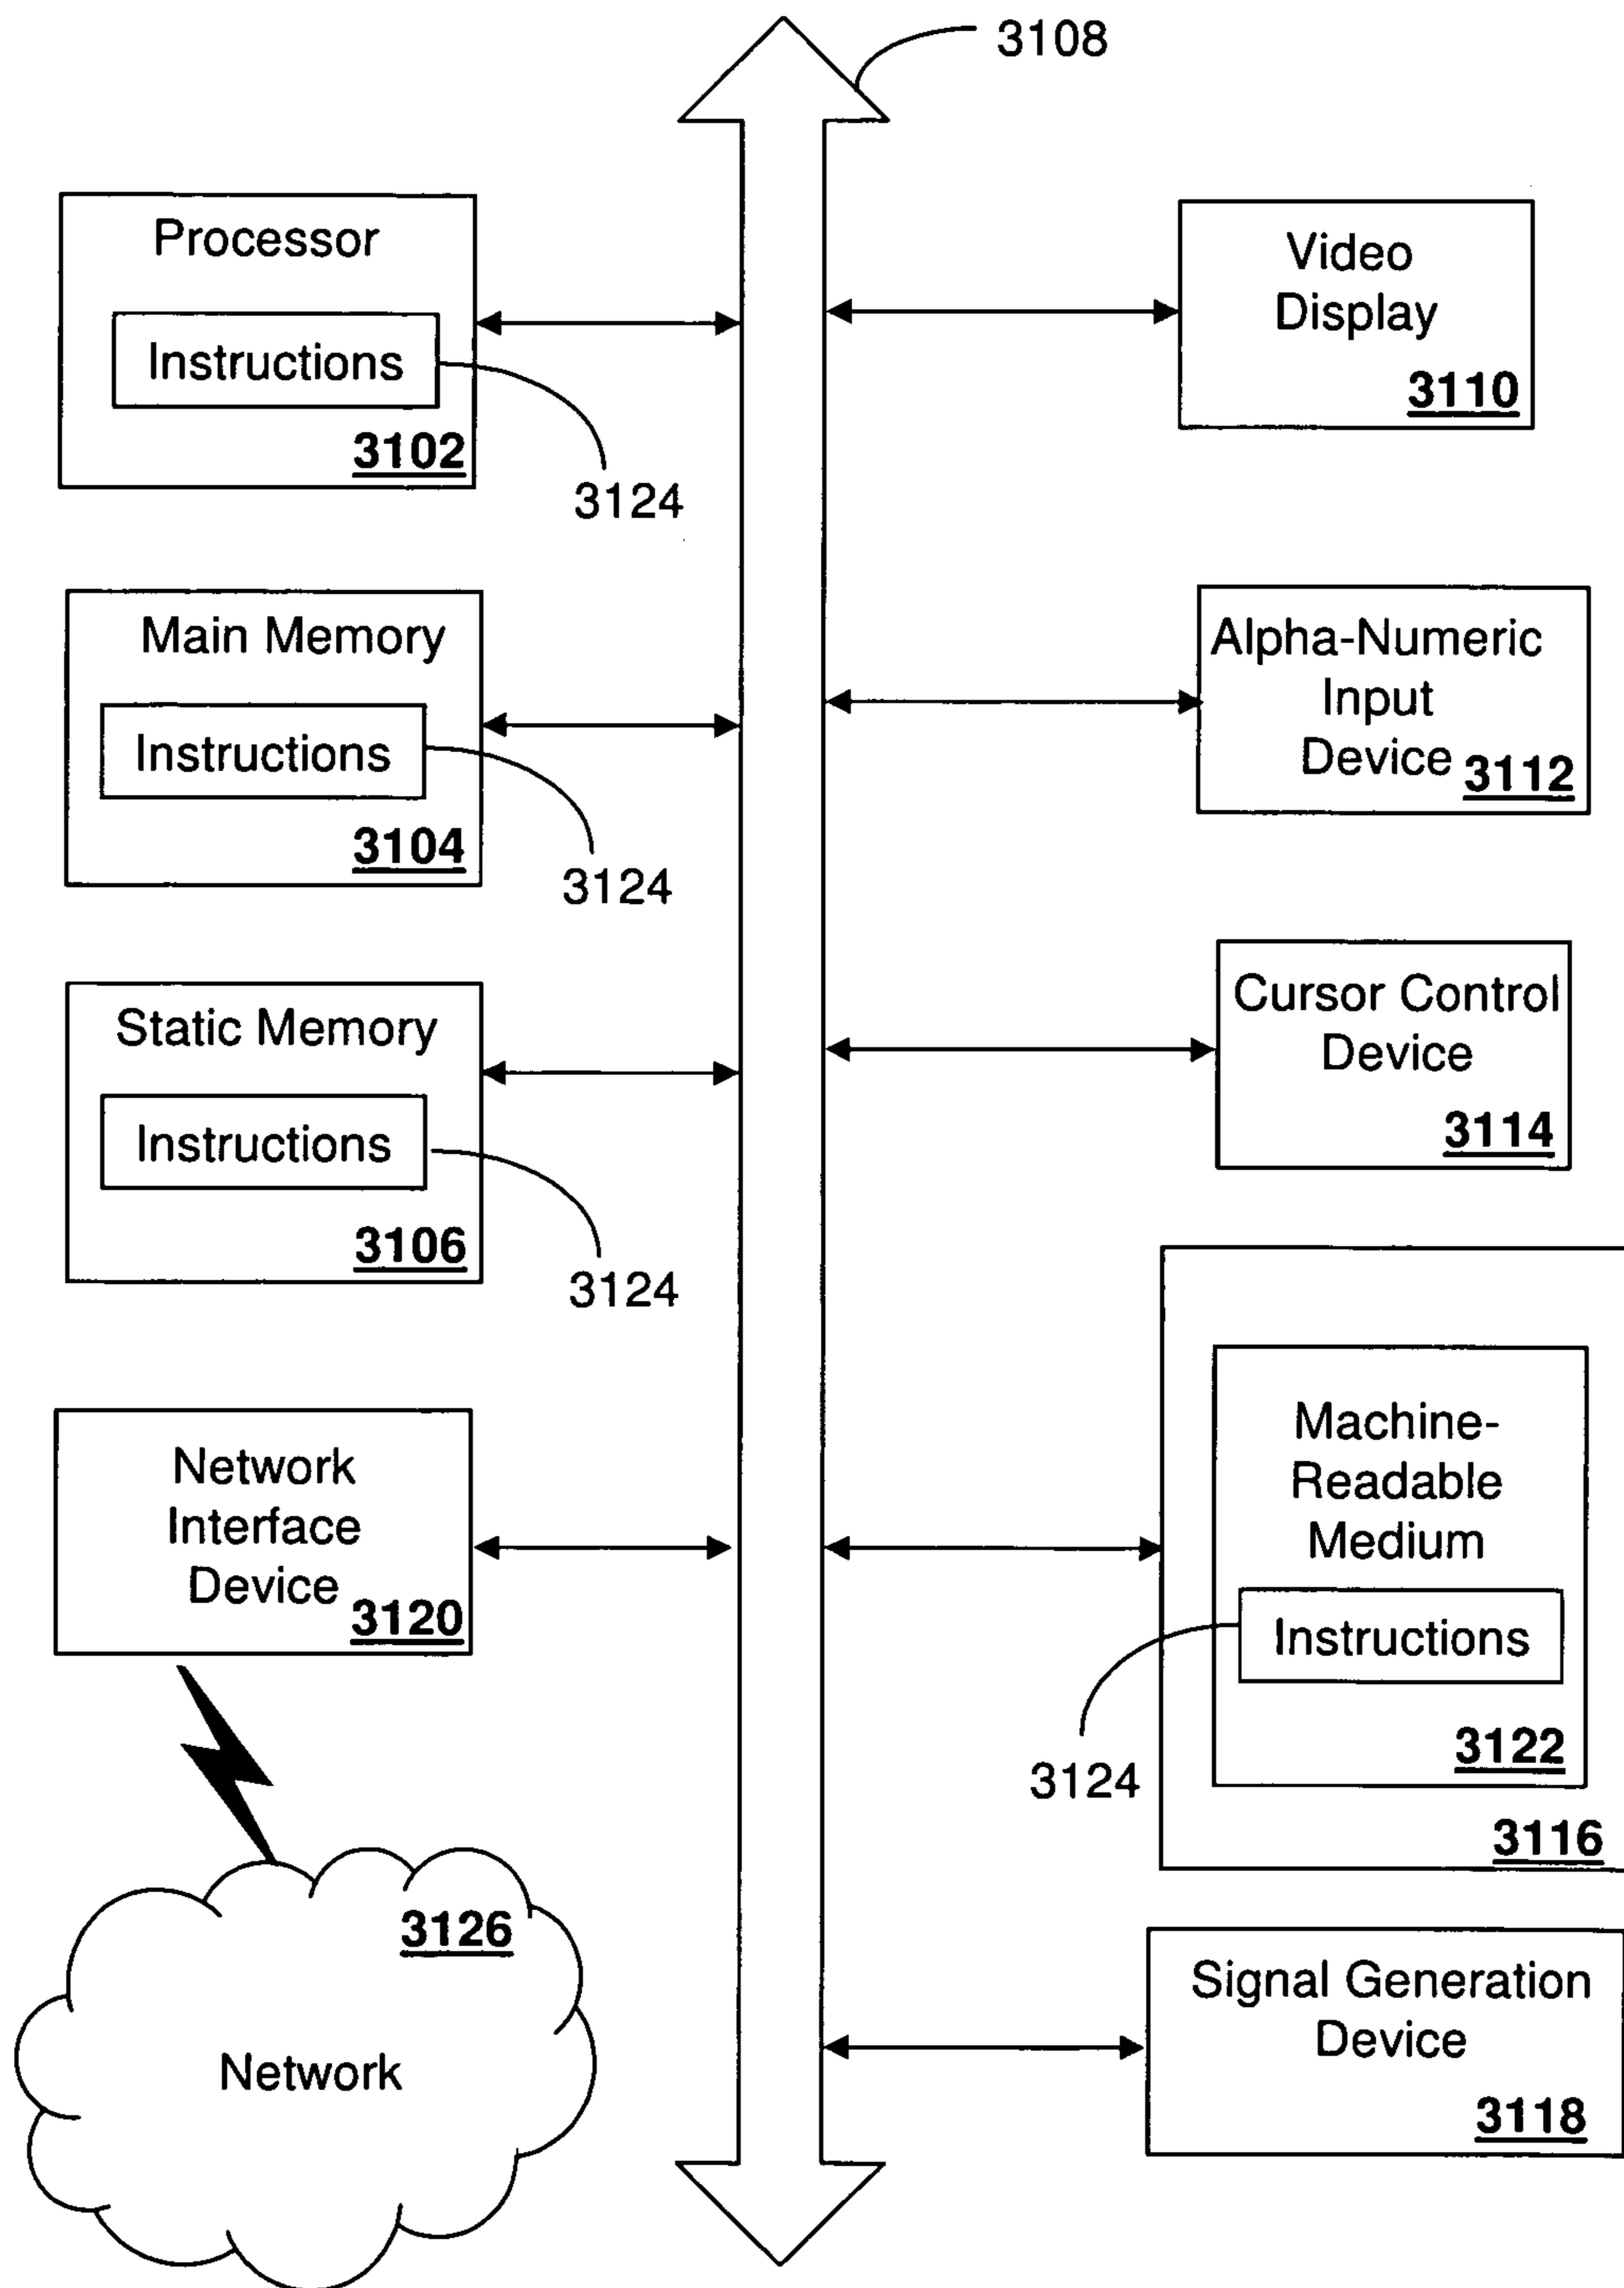 3108
Processor
Instructions
3102
3124
Main Memory
Instructions
3104
3124
Static Memory
Instructions
3106
3124
Network
Interface
Device
3120
3126
Network
Video
Display
3110
Alpha-Numeric
Input
Device
3112
Cursor Control
Device
3114
Machine-
Readable
Medium
Instructions
3122
3124
3116
Signal Generation
Device
3118